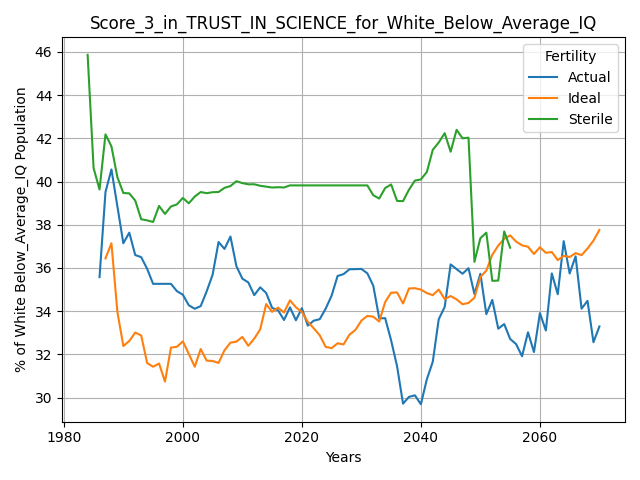 Score_3_in_TRUST_IN_SCIENCE_for_White_Below_Average_IQ
% of White Below_Average_IQ Population
46
44
42
40
38
36
34
32
30
Fertility
Actual
Ideal
Sterile
1980 2000 2020 2040 2060
Years